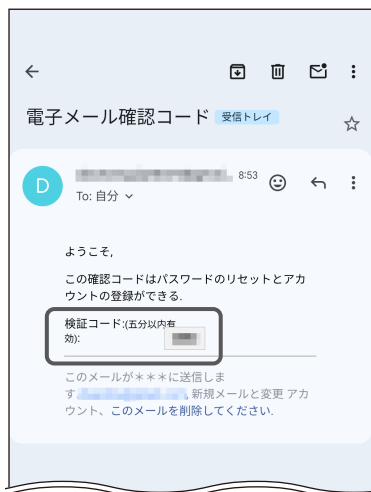 電子メール確認コード 受信トレイ
D
8:53
To: 自分
ようこそ,
この確認コードはパスワードのリセットとアカ
ウントの登録ができる.
検証コード:(五分以内有
効):
このメールが＊＊＊に送信しま
す, 新規メールと変更 アカ
ウント、このメールを削除してください.